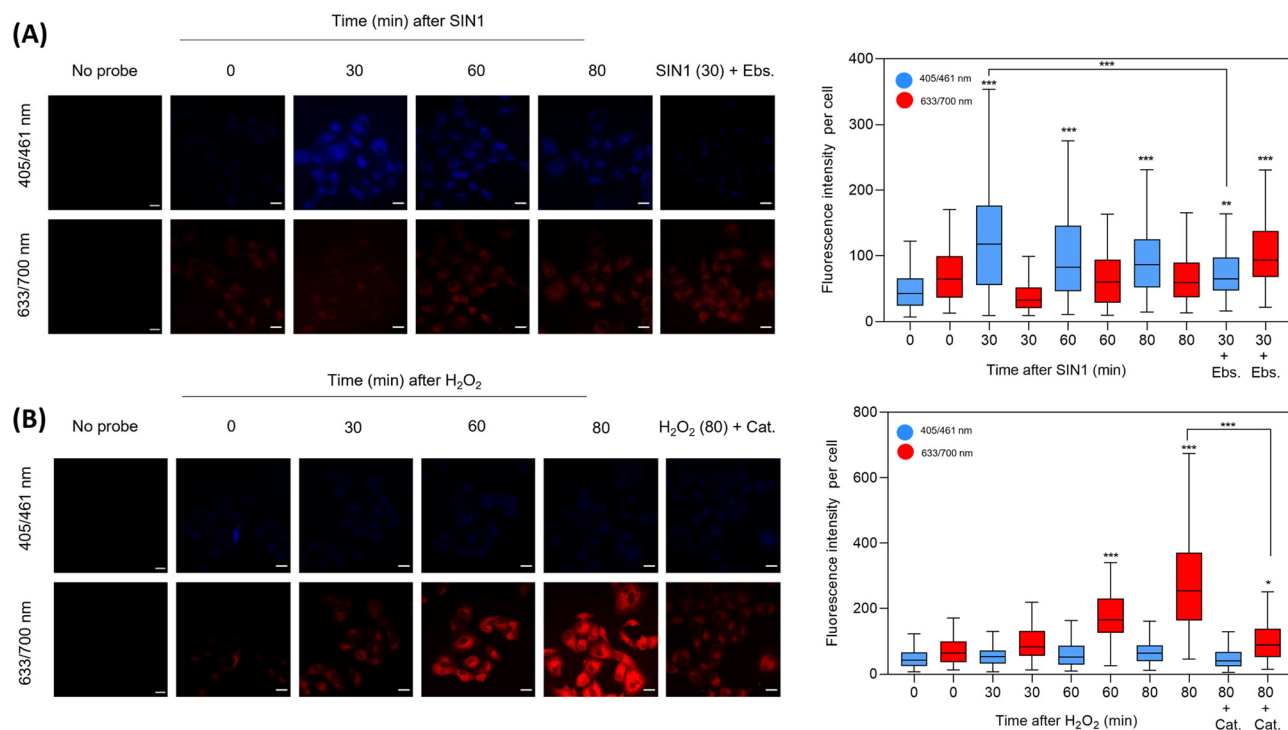 (A)
Time (min) after SIN1
No probe 0 30 60 80 SIN1 (30) + Ebs.
405/461 nm
633/700 nm
Fluorescence intensity per cell
400
300
200
100
0
405/461 nm
633/700 nm
***
***
***
***
**
***
0 0 30 30 60 60 80 80 30 30
+ +
Ebs. Ebs.
Time after SIN1 (min)
(B)
Time (min) after H₂O₂
No probe 0 30 60 80 H₂O₂ (80) + Cat.
405/461 nm
633/700 nm
Fluorescence intensity per cell
800
600
400
200
0
405/461 nm
633/700 nm
***
***
***
*
0 0 30 30 60 60 80 80 80 80
+ +
Cat. Cat.
Time after H₂O₂ (min)